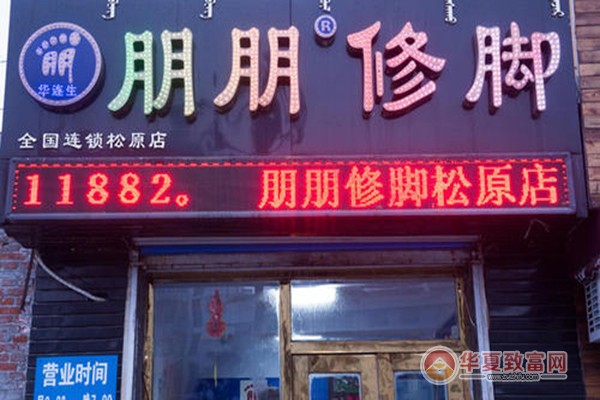 朋朋修脚
®
朋
华连生
全国连锁松原店
11882。 朋朋修脚松原店
营业时间
华夏致富网